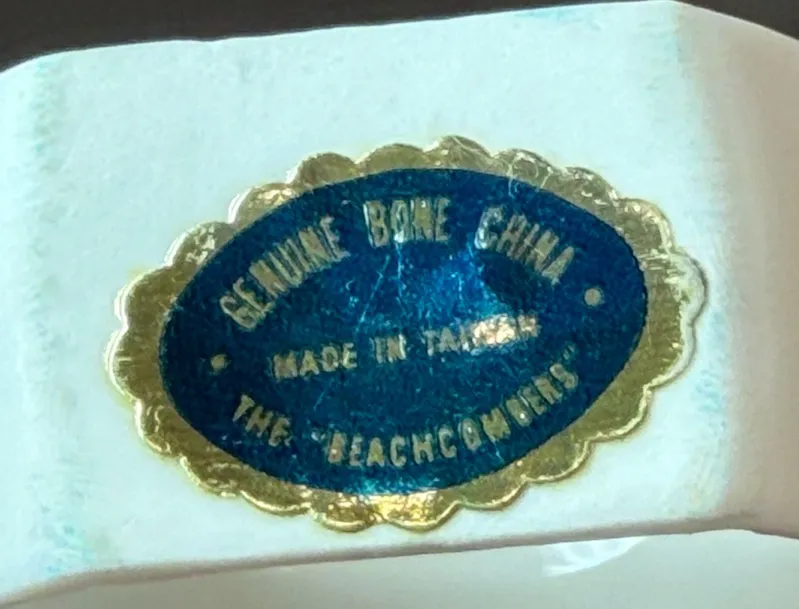 GENUINE BONE CHINA
MADE IN TAIWAN
THE "BEACHCOMBERS"